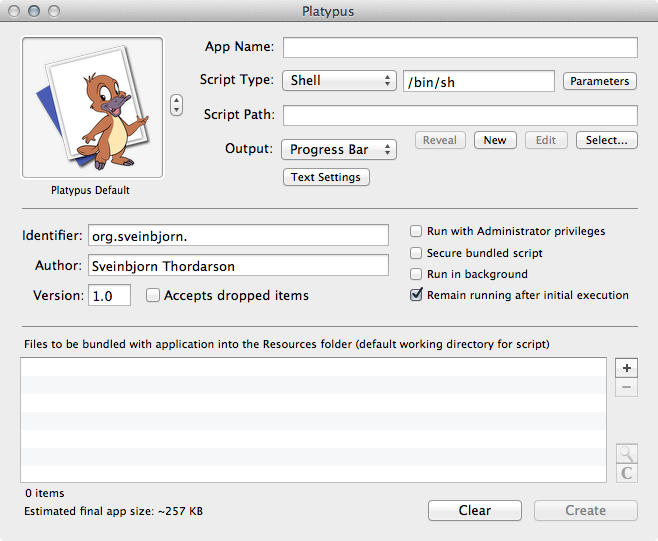 Platypus
App Name:
Script Type: Shell /bin/sh Parameters
Script Path:
Reveal New Edit Select...
Output: Progress Bar
Text Settings
Platypus Default
Identifier: org.sveinbjorn.
Author: Sveinbjorn Thordarson
Version: 1.0 Accepts dropped items
Run with Administrator privileges
Secure bundled script
Run in background
Remain running after initial execution
Files to be bundled with application into the Resources folder (default working directory for script)
+
−
C
0 items
Estimated final app size: ~257 KB
Clear Create